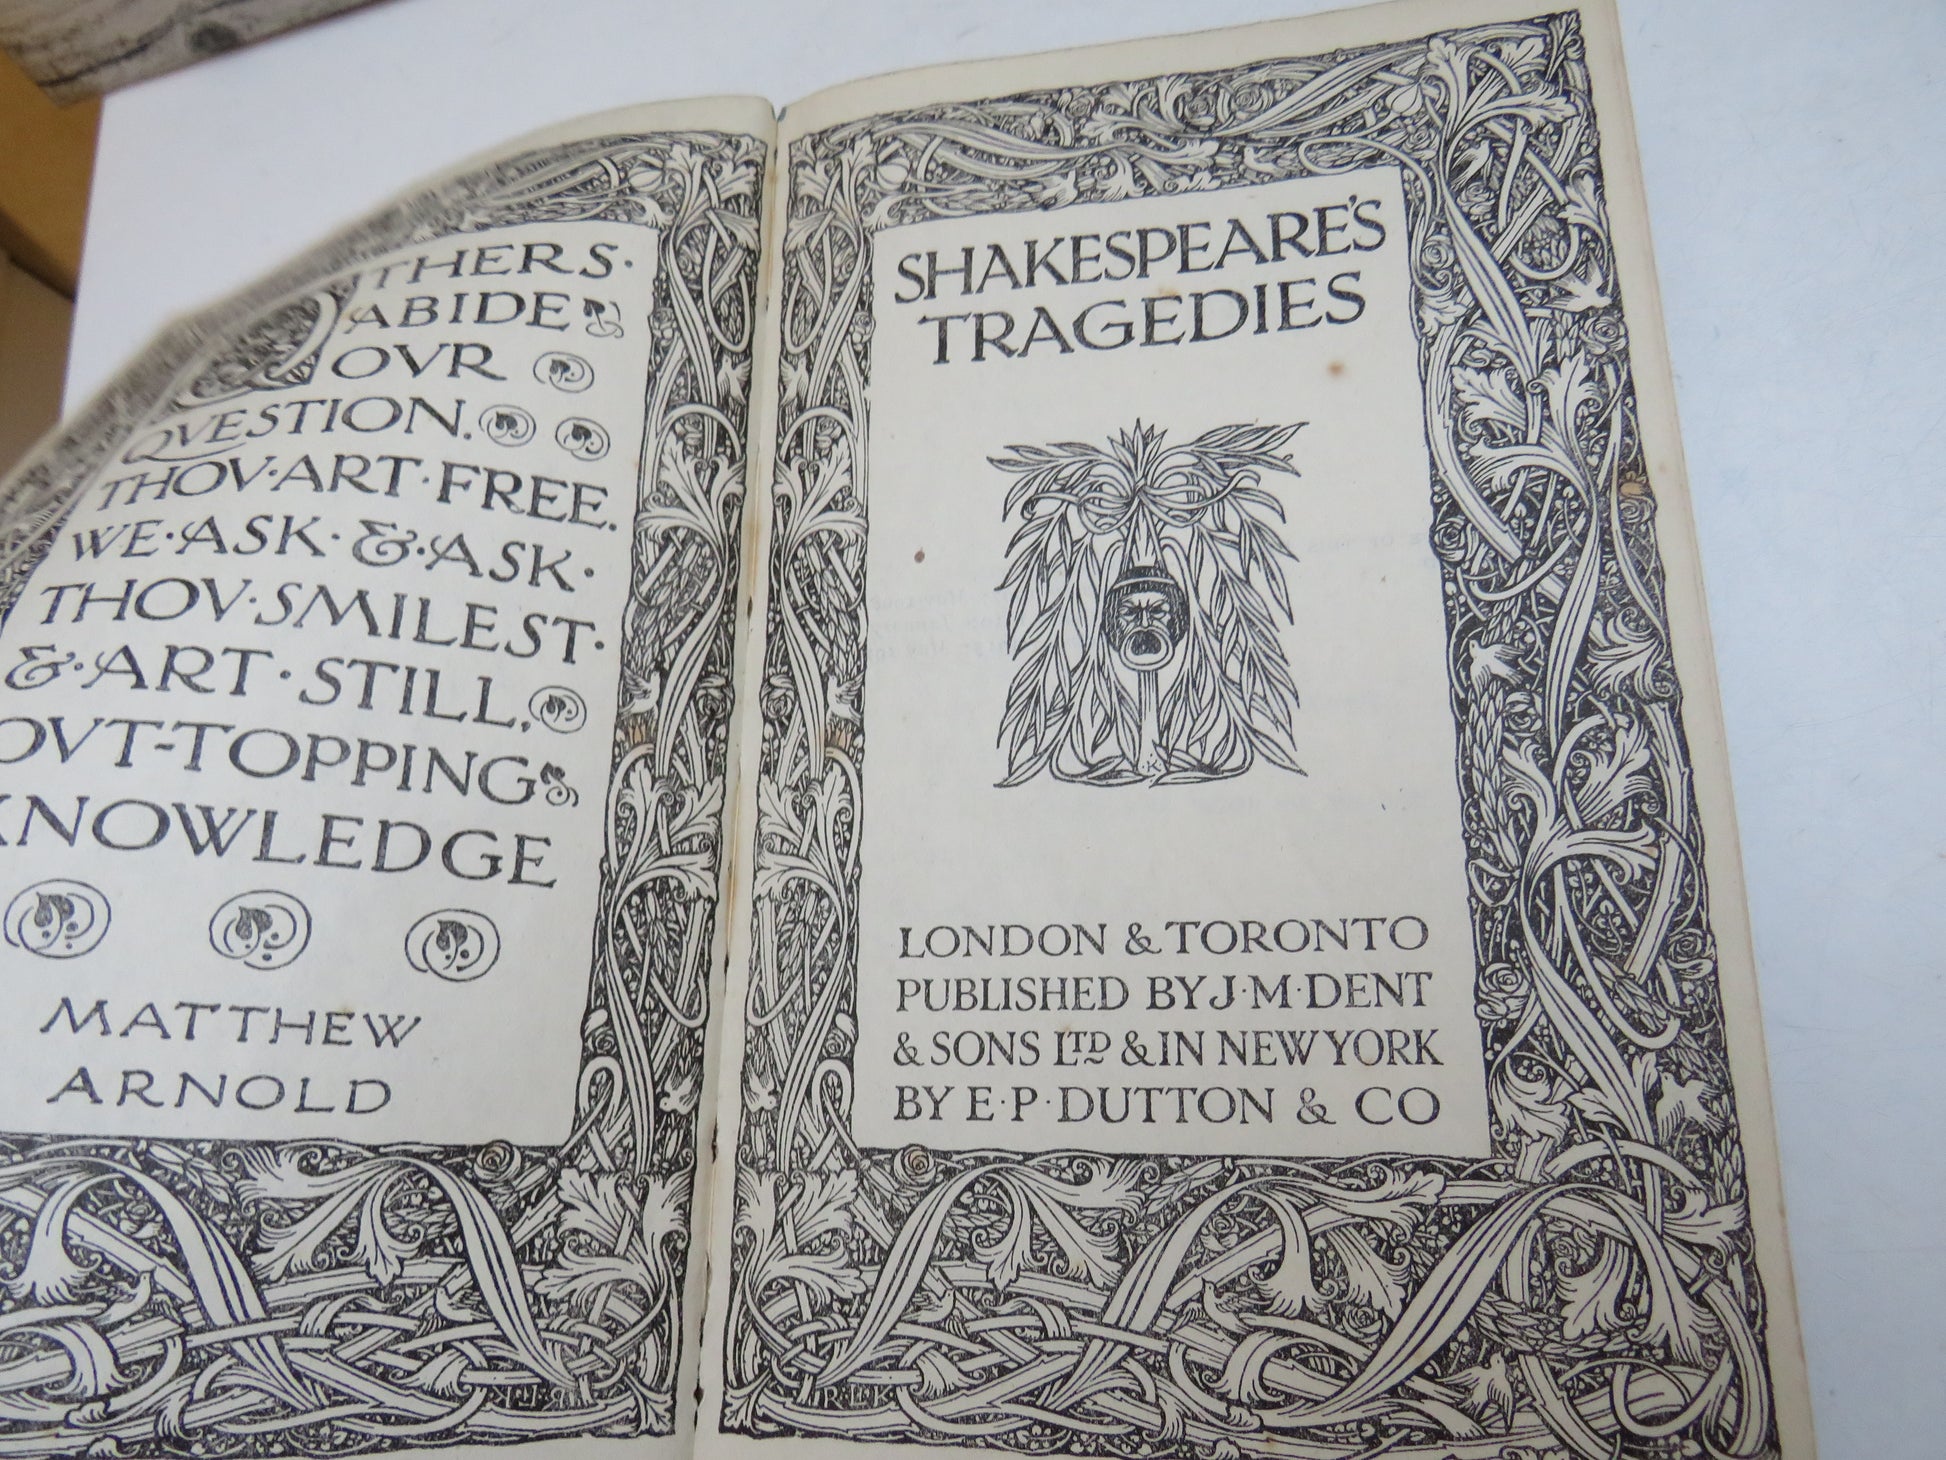 OTHERS·
ABIDE
OVR
QVESTION.
THOV·ART·FREE.
WE·ASK·&·ASK·
THOV·SMILEST·
&·ART·STILL,
OVT-TOPPING
KNOWLEDGE
MATTHEW
ARNOLD
R·L·K
SHAKESPEARE'S
TRAGEDIES
K
LONDON & TORONTO
PUBLISHED BY J·M·DENT
& SONS LTD & IN NEW YORK
BY E·P·DUTTON & CO
R·L·K